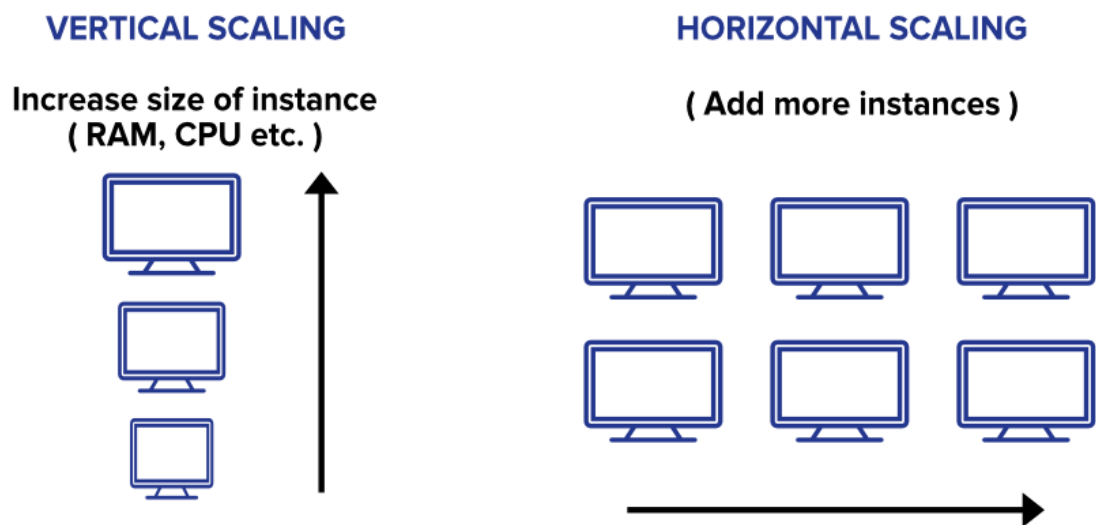 VERTICAL SCALING
Increase size of instance
( RAM, CPU etc. )
HORIZONTAL SCALING
( Add more instances )